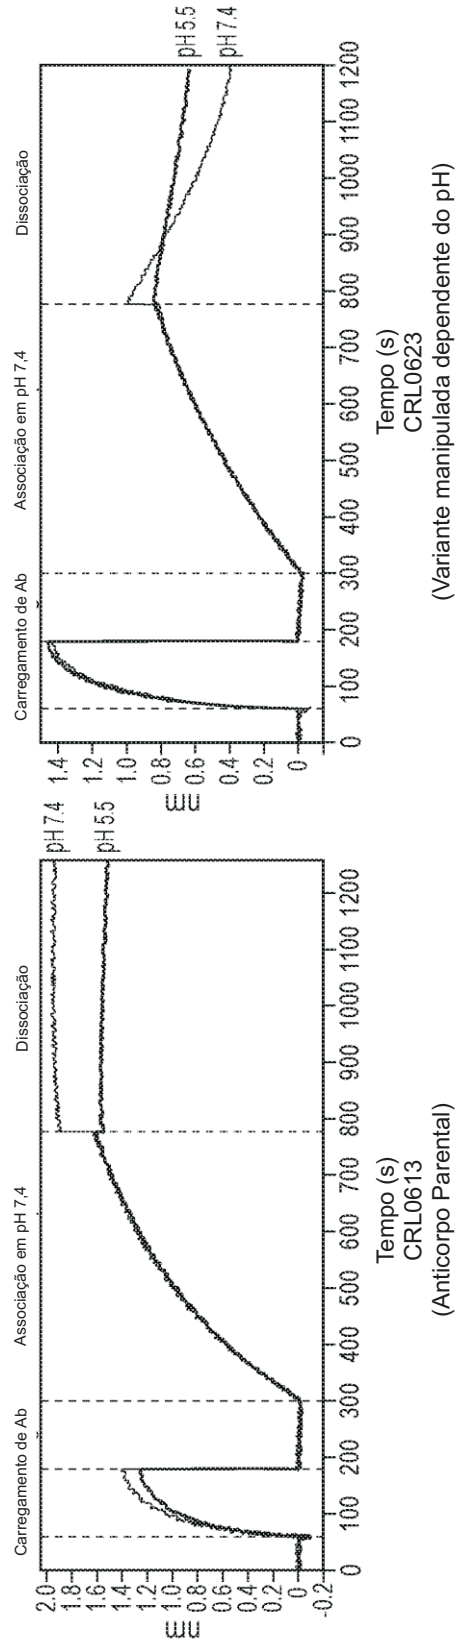 Carregamento de Ab Associação em pH 7,4 Dissociação
2.0
1.8
1.6
1.4
1.2
1.0
0.8
0.6
0.4
0.2
0
-0.2
nm
pH 7.4
pH 5.5
0 100 200 300 400 500 600 700 800 900 1000 1100 1200
Tempo (s)
CRL0613
(Anticorpo Parental)
Carregamento de Ab Associação em pH 7,4 Dissociação
1.4
1.2
1.0
0.8
0.6
0.4
0.2
0
nm
pH 5.5
pH 7.4
0 100 200 300 400 500 600 700 800 900 1000 1100 1200
Tempo (s)
CRL0623
(Variante manipulada dependente do pH)